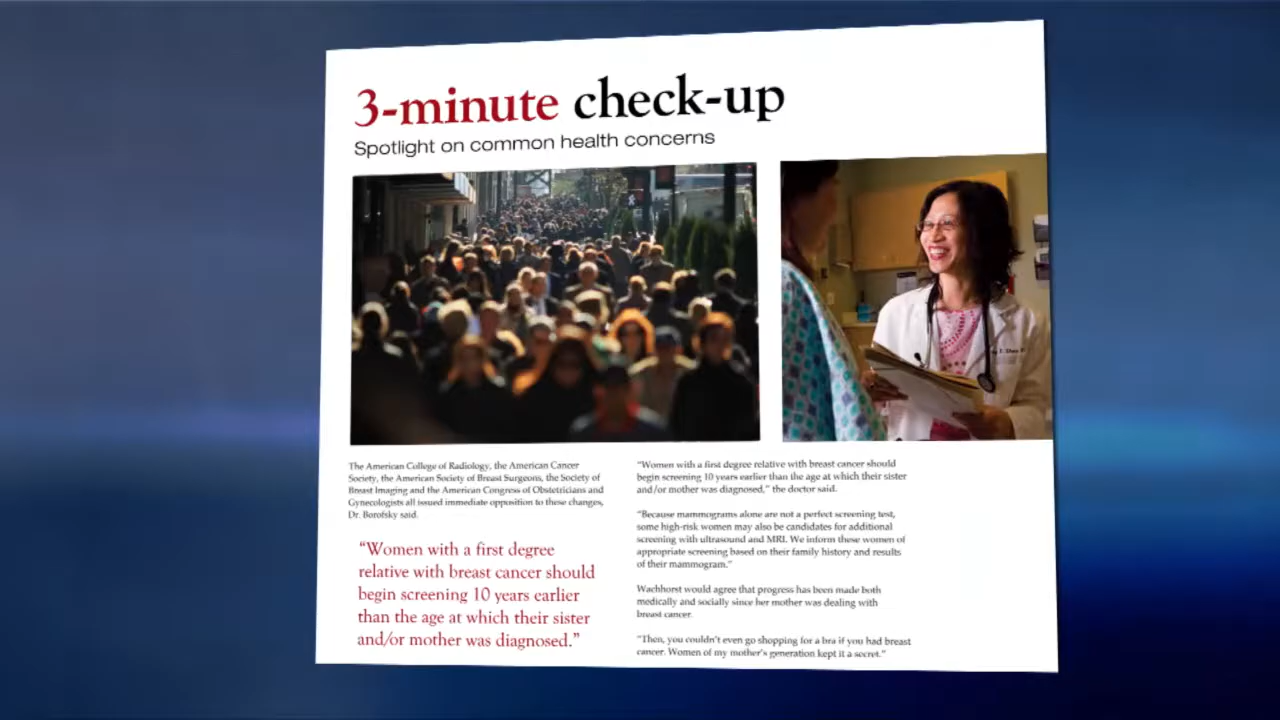 3-minute check-up
Spotlight on common health concerns
The American College of Radiology, the American Cancer
Society, the American Society of Breast Surgeons, the Society of
Breast Imaging and the American Congress of Obstetricians and
Gynecologists all issued immediate opposition to these changes,
Dr. Borofsky said.
“Women with a first degree
relative with breast cancer should
begin screening 10 years earlier
than the age at which their sister
and/or mother was diagnosed.”
“Women with a first degree relative with breast cancer should
begin screening 10 years earlier than the age at which their sister
and/or mother was diagnosed,” the doctor said.
“Because mammograms alone are not a perfect screening test,
some high-risk women may also be candidates for additional
screening with ultrasound and MRI. We inform these women of
appropriate screening based on their family history and results
of their mammogram.”
Wachhorst would agree that progress has been made both
medically and socially since her mother was dealing with
breast cancer.
“Then, you couldn’t even go shopping for a bra if you had breast
cancer. Women of my mother’s generation kept it a secret.”